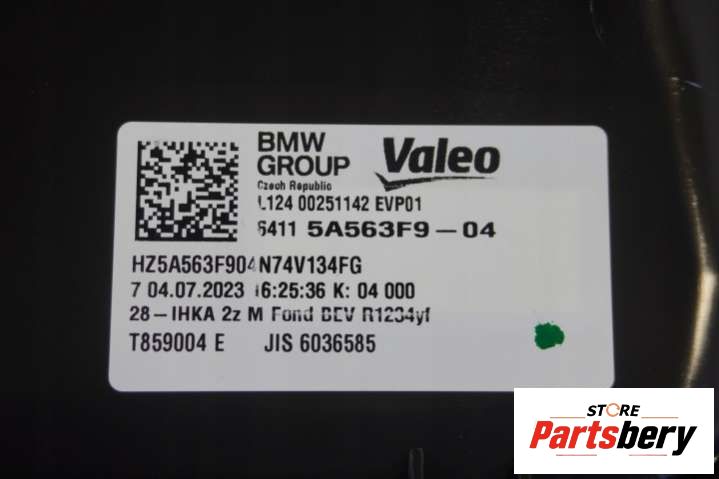 BMW
GROUP
Valeo
Czech Republic
L124 00251142 EVP01
6411 5A563F9-04
HZ5A563F904N74V134FG
7 04.07.2023 16:25:36 K: 04 000
28-IHKA 2z M Fond BEV R1234yf
T859004 E JIS 6036585
STORE
Partsbery